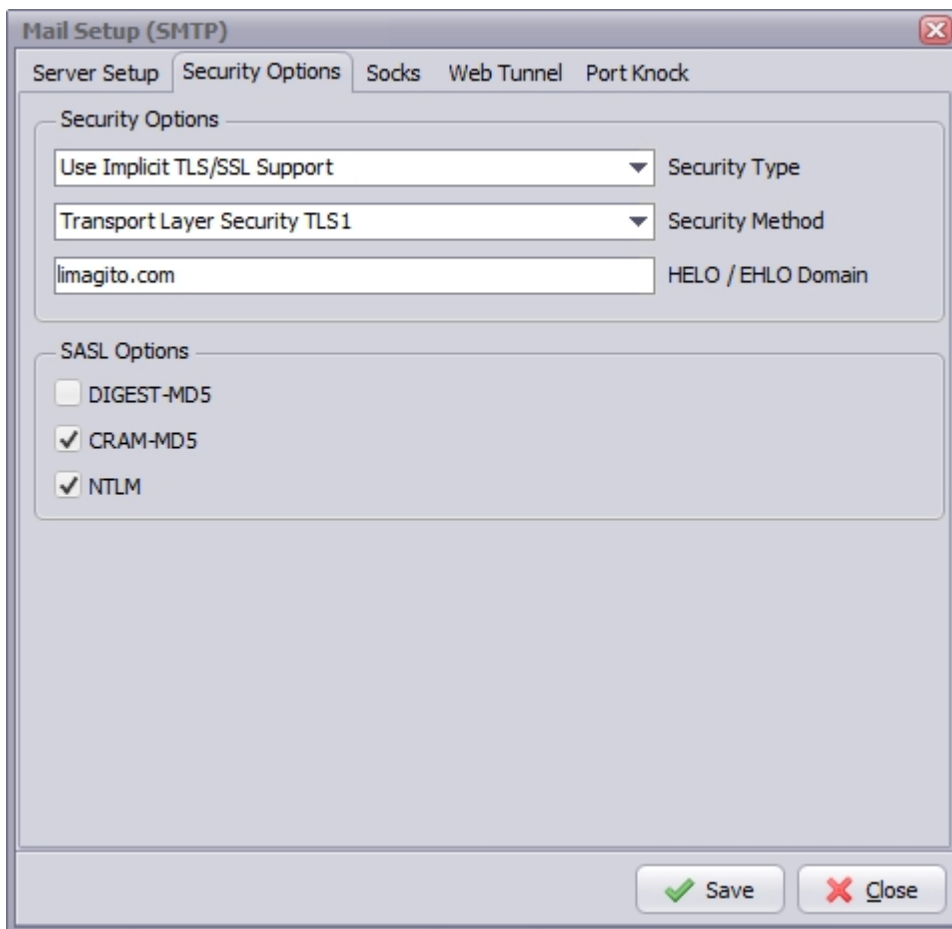 Mail Setup (SMTP)
Server Setup Security Options Socks Web Tunnel Port Knock
Security Options
Use Implicit TLS/SSL Support Security Type
Transport Layer Security TLS1 Security Method
limagito.com HELO / EHLO Domain
SASL Options
DIGEST-MD5
CRAM-MD5
NTLM
Save Close